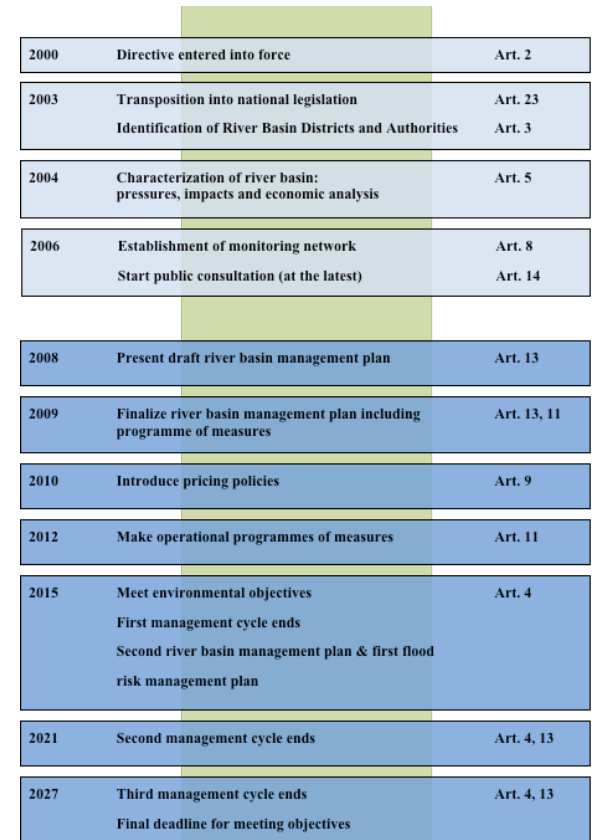 2000 Directive entered into force Art. 2
2003 Transposition into national legislation Art. 23
Identification of River Basin Districts and Authorities Art. 3
2004 Characterization of river basin: Art. 5
pressures, impacts and economic analysis
2006 Establishment of monitoring network Art. 8
Start public consultation (at the latest) Art. 14
2008 Present draft river basin management plan Art. 13
2009 Finalize river basin management plan including Art. 13, 11
programme of measures
2010 Introduce pricing policies Art. 9
2012 Make operational programmes of measures Art. 11
2015 Meet environmental objectives Art. 4
First management cycle ends
Second river basin management plan & first flood
risk management plan
2021 Second management cycle ends Art. 4, 13
2027 Third management cycle ends Art. 4, 13
Final deadline for meeting objectives